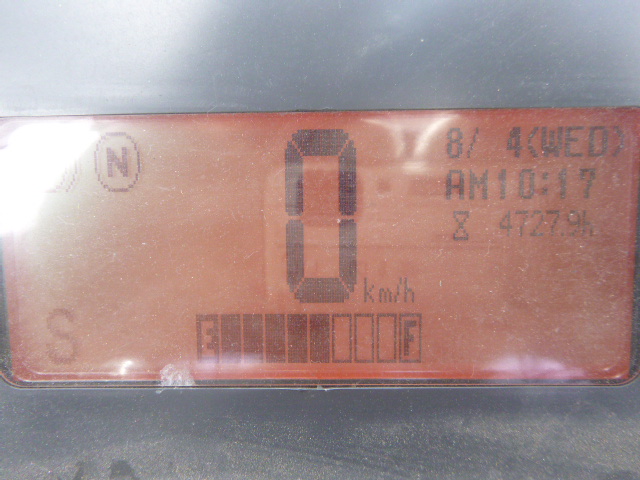 N
0 km/h
8/ 4(WED)
AM10:17
4727.9h
S
E F